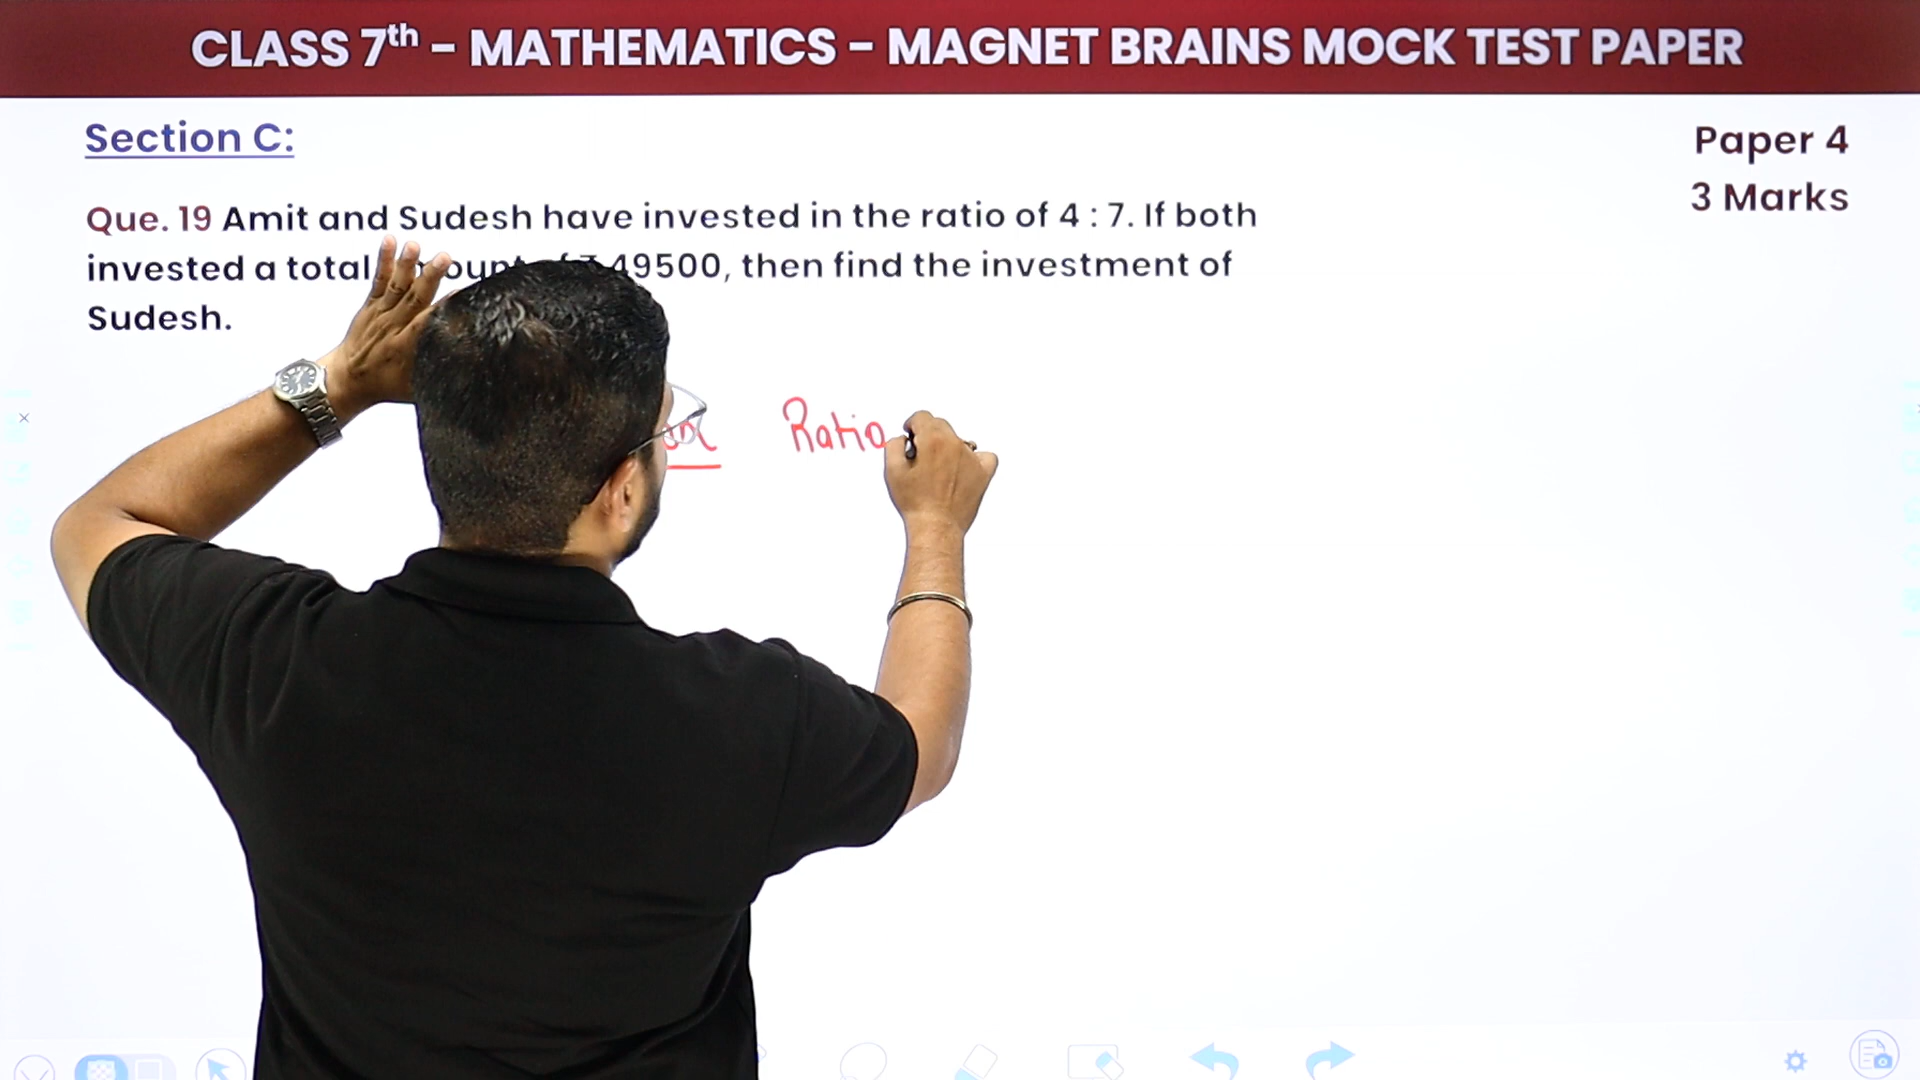 CLASS 7th – MATHEMATICS – MAGNET BRAINS MOCK TEST PAPER
Section C:
Paper 4
3 Marks
Que. 19 Amit and Sudesh have invested in the ratio of 4 : 7. If both
invested a total 49500, then find the investment of
Sudesh.
Ratio